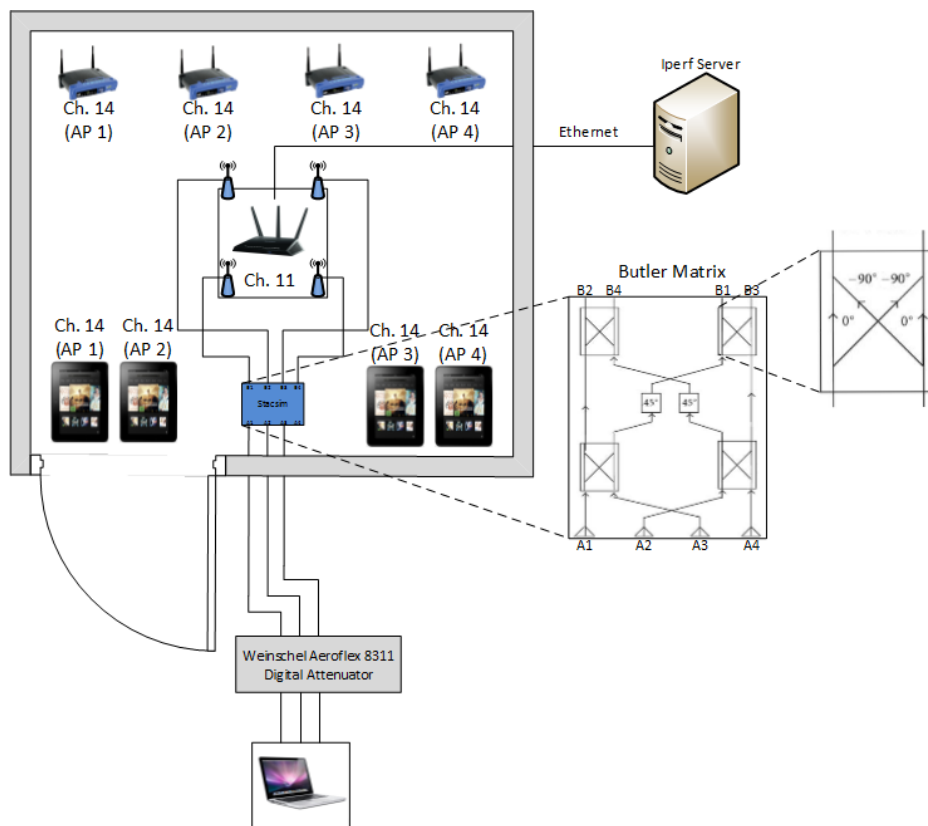 Iperf Server
Ch. 14
(AP 1)
Ch. 14
(AP 2)
Ch. 14
(AP 3)
Ch. 14
(AP 4)
Ethernet
Ch. 11
Butler Matrix
B2
B4
B1
B3
-90° -90°
0°
0°
Ch. 14
(AP 1)
Ch. 14
(AP 2)
Ch. 14
(AP 3)
Ch. 14
(AP 4)
Stacsim
45°
45°
A1
A2
A3
A4
Weinschel Aeroflex 8311
Digital Attenuator